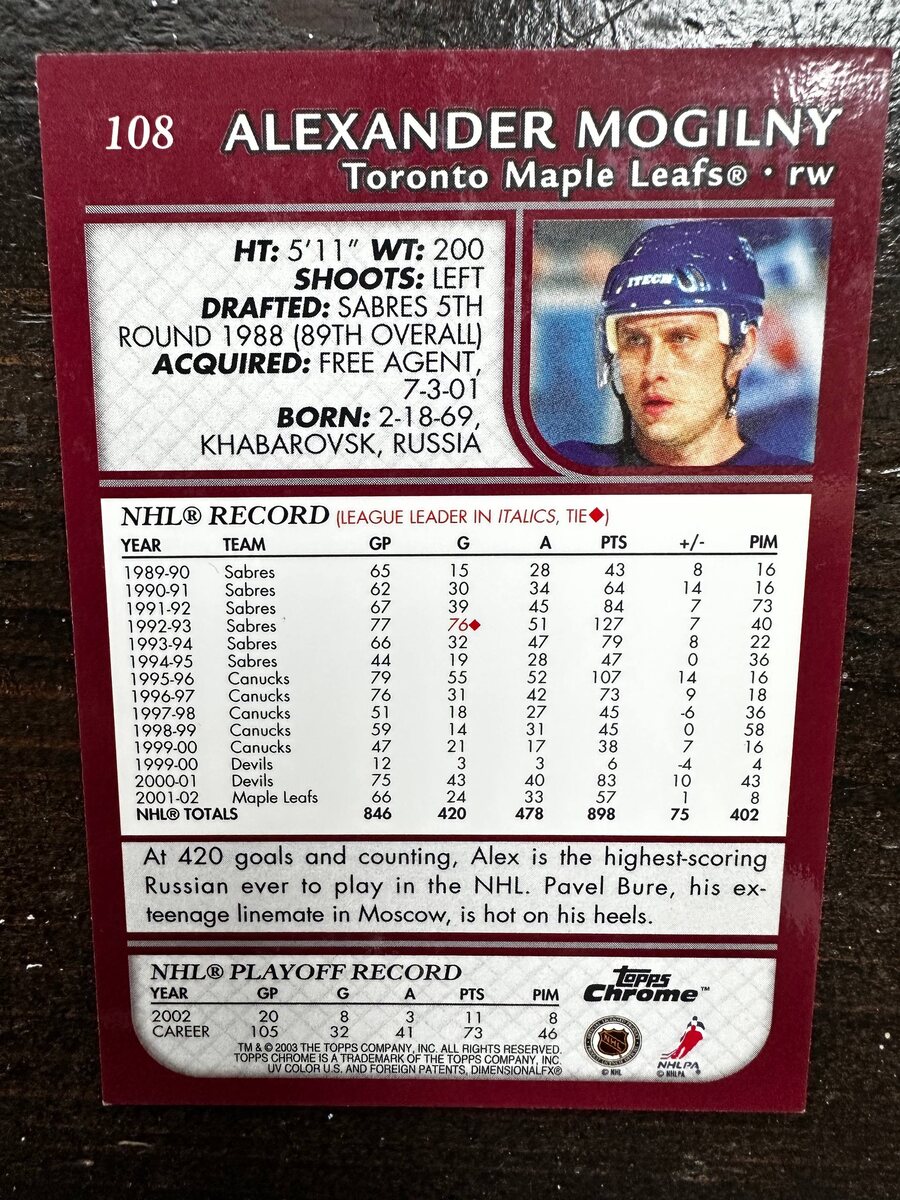 108 ALEXANDER MOGILNY
Toronto Maple Leafs® • rw
HT: 5'11" WT: 200
SHOOTS: LEFT
DRAFTED: SABRES 5TH
ROUND 1988 (89TH OVERALL)
ACQUIRED: FREE AGENT,
7-3-01
BORN: 2-18-69,
KHABAROVSK, RUSSIA
ITECH
NHL® RECORD (LEAGUE LEADER IN ITALICS, TIE◆)
YEAR TEAM GP G A PTS +/- PIM
1989-90 Sabres 65 15 28 43 8 16
1990-91 Sabres 62 30 34 64 14 16
1991-92 Sabres 67 39 45 84 7 73
1992-93 Sabres 77 76◆ 51 127 7 40
1993-94 Sabres 66 32 47 79 8 22
1994-95 Sabres 44 19 28 47 0 36
1995-96 Canucks 79 55 52 107 14 16
1996-97 Canucks 76 31 42 73 9 18
1997-98 Canucks 51 18 27 45 -6 36
1998-99 Canucks 59 14 31 45 0 58
1999-00 Canucks 47 21 17 38 7 16
1999-00 Devils 12 3 3 6 -4 4
2000-01 Devils 75 43 40 83 10 43
2001-02 Maple Leafs 66 24 33 57 1 8
NHL® TOTALS 846 420 478 898 75 402
At 420 goals and counting, Alex is the highest-scoring
Russian ever to play in the NHL. Pavel Bure, his ex-
teenage linemate in Moscow, is hot on his heels.
NHL® PLAYOFF RECORD
YEAR GP G A PTS PIM
2002 20 8 3 11 8
CAREER 105 32 41 73 46
TM & © 2003 THE TOPPS COMPANY, INC. ALL RIGHTS RESERVED.
TOPPS CHROME IS A TRADEMARK OF THE TOPPS COMPANY, INC.
UV COLOR U.S. AND FOREIGN PATENTS, DIMENSIONALFX®
topps
Chrome™
NHL
© NHL
NHLPA
© NHLPA